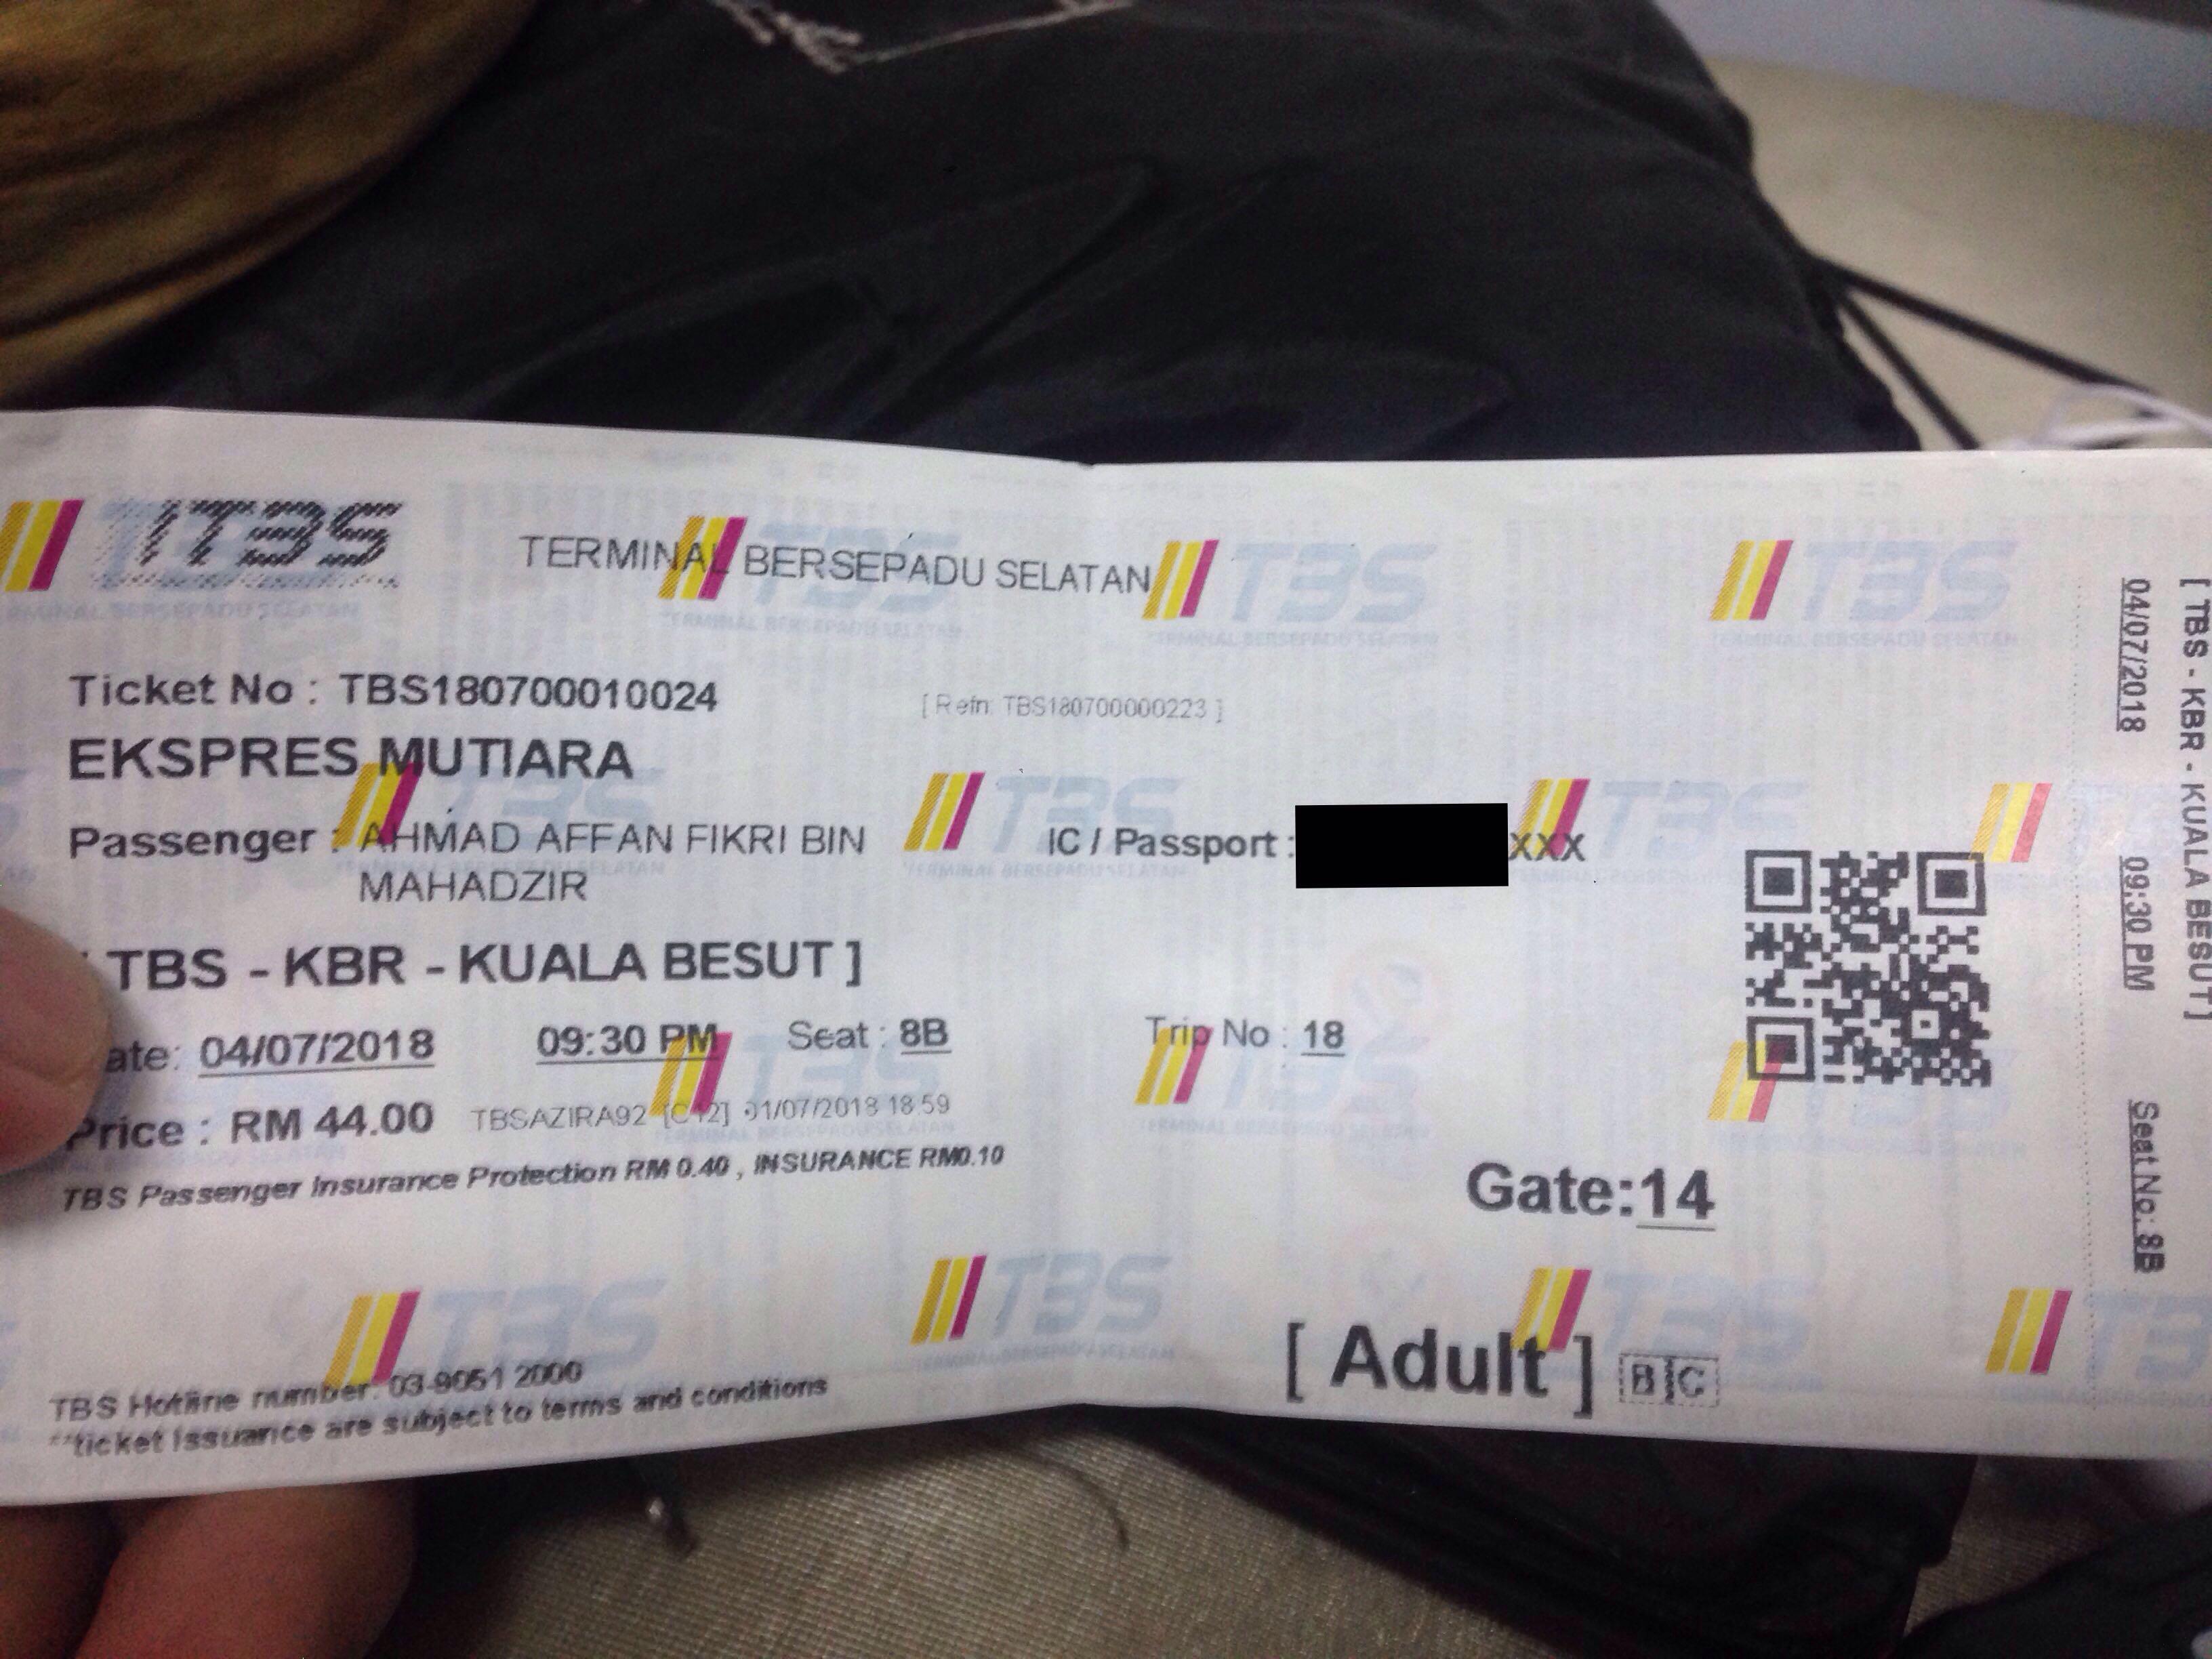 TBS
TERMINAL BERSEPADU SELATAN
Ticket No : TBS180700010024
[ Refn: TBS180700000223 ]
EKSPRES MUTIARA
Passenger : AHMAD AFFAN FIKRI BIN
MAHADZIR
IC / Passport : XXX
[ TBS - KBR - KUALA BESUT ]
ate: 04/07/2018 09:30 PM Seat : 8B Trip No : 18
Price : RM 44.00 TBSAZIRA92 [C12] 01/07/2018 18:59
TBS Passenger Insurance Protection RM 0.40 , INSURANCE RM0.10
Gate:14
[ Adult ] B|C
TBS Hotline number: 03-9051 2000
**ticket issuance are subject to terms and conditions
[ TBS - KBR - KUALA BESUT ]
04/07/2018 09:30 PM Seat No: 8B